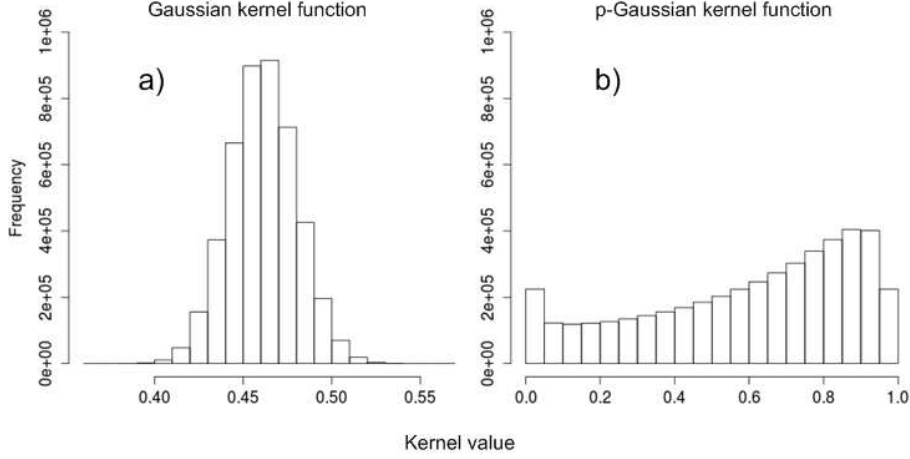 Gaussian kernel function
p-Gaussian kernel function
a)
b)
Frequency
0e+00 2e+05 4e+05 6e+05 8e+05 1e+06
0e+00 2e+05 4e+05 6e+05 8e+05 1e+06
0.40 0.45 0.50 0.55
0.0 0.2 0.4 0.6 0.8 1.0
Kernel value